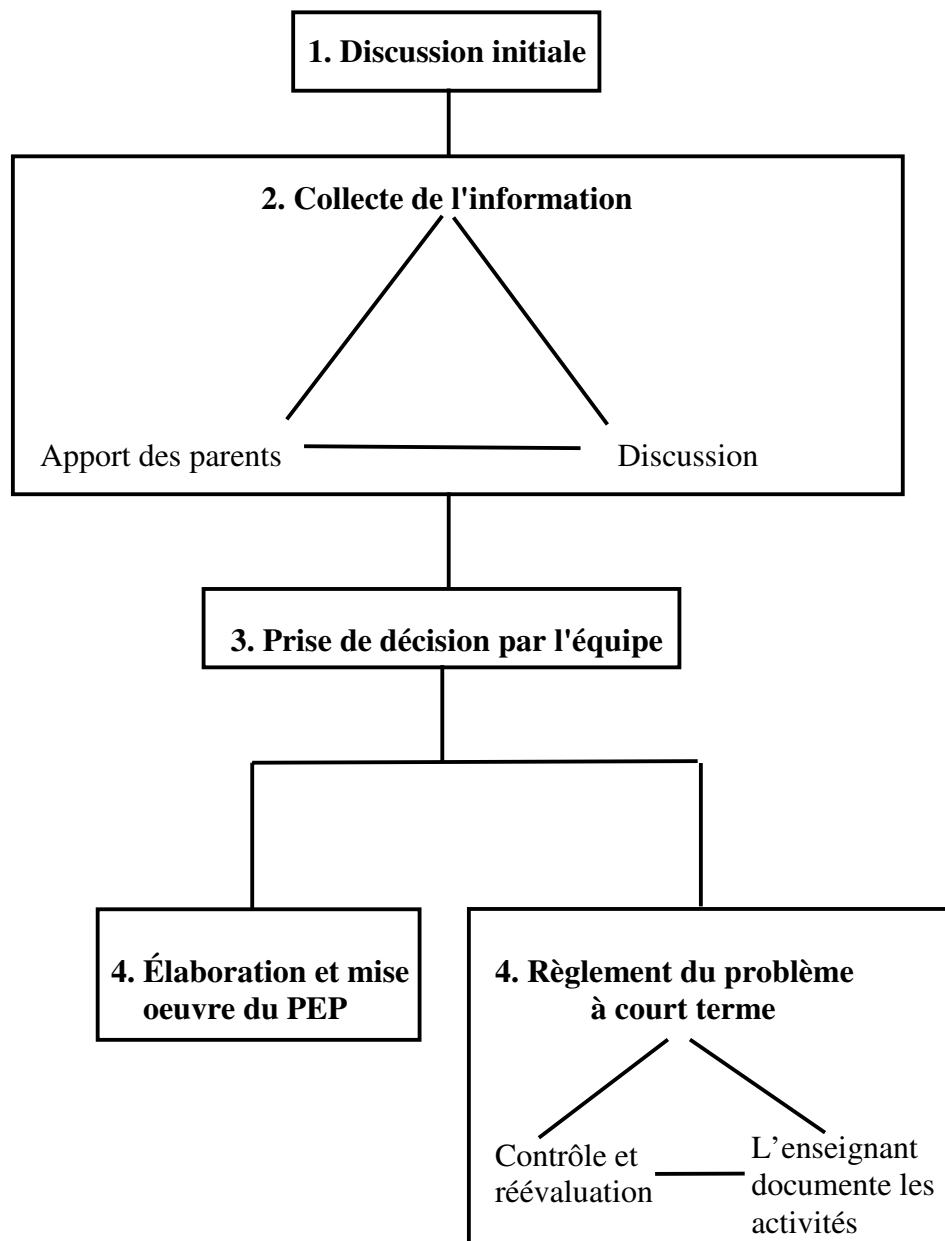 1. Discussion initiale
2. Collecte de l'information
Apport des parents
Discussion
3. Prise de décision par l'équipe
4. Élaboration et mise
oeuvre du PEP
4. Règlement du problème
à court terme
Contrôle et
réévaluation
L’enseignant
documente les
activités